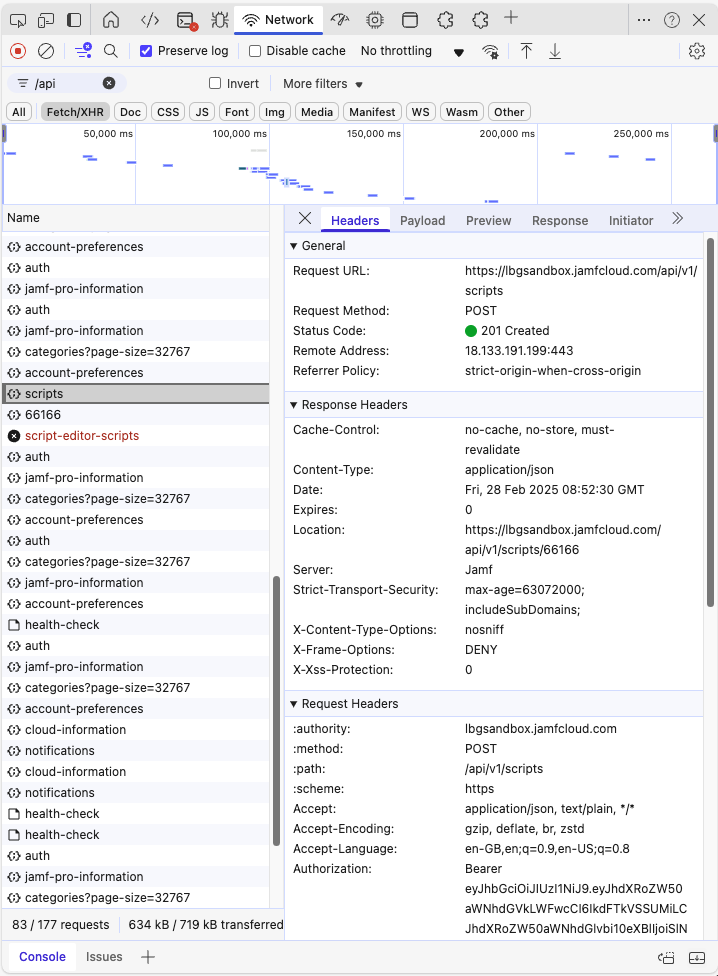 Network
Preserve log
Disable cache
No throttling
/api
Invert
More filters
All
Fetch/XHR
Doc
CSS
JS
Font
Img
Media
Manifest
WS
Wasm
Other
50,000 ms
100,000 ms
150,000 ms
200,000 ms
250,000 ms
Name
account-preferences
auth
jamf-pro-information
auth
jamf-pro-information
categories?page-size=32767
account-preferences
scripts
66166
script-editor-scripts
auth
jamf-pro-information
categories?page-size=32767
account-preferences
auth
categories?page-size=32767
jamf-pro-information
account-preferences
health-check
auth
jamf-pro-information
categories?page-size=32767
account-preferences
cloud-information
notifications
cloud-information
notifications
health-check
health-check
auth
jamf-pro-information
categories?page-size=32767
83 / 177 requests
634 kB / 719 kB transferred
Headers
Payload
Preview
Response
Initiator
General
Request URL: https://lbgsandbox.jamfcloud.com/api/v1/
scripts
Request Method: POST
Status Code: 201 Created
Remote Address: 18.133.191.199:443
Referrer Policy: strict-origin-when-cross-origin
Response Headers
Cache-Control: no-cache, no-store, must-
revalidate
Content-Type: application/json
Date: Fri, 28 Feb 2025 08:52:30 GMT
Expires: 0
Location: https://lbgsandbox.jamfcloud.com/
api/v1/scripts/66166
Server: Jamf
Strict-Transport-Security: max-age=63072000;
includeSubDomains;
X-Content-Type-Options: nosniff
X-Frame-Options: DENY
X-Xss-Protection: 0
Request Headers
:authority: lbgsandbox.jamfcloud.com
:method: POST
:path: /api/v1/scripts
:scheme: https
Accept: application/json, text/plain, */*
Accept-Encoding: gzip, deflate, br, zstd
Accept-Language: en-GB,en;q=0.9,en-US;q=0.8
Authorization: Bearer
eyJhbGciOiJIUzI1NiJ9.eyJhdXRoZW50
aWNhdGVkLWFwcCI6IkdFTkVSSUMiLC
JhdXRoZW50aWNhdGlvbi10eXBlIjoiSlN
Console
Issues